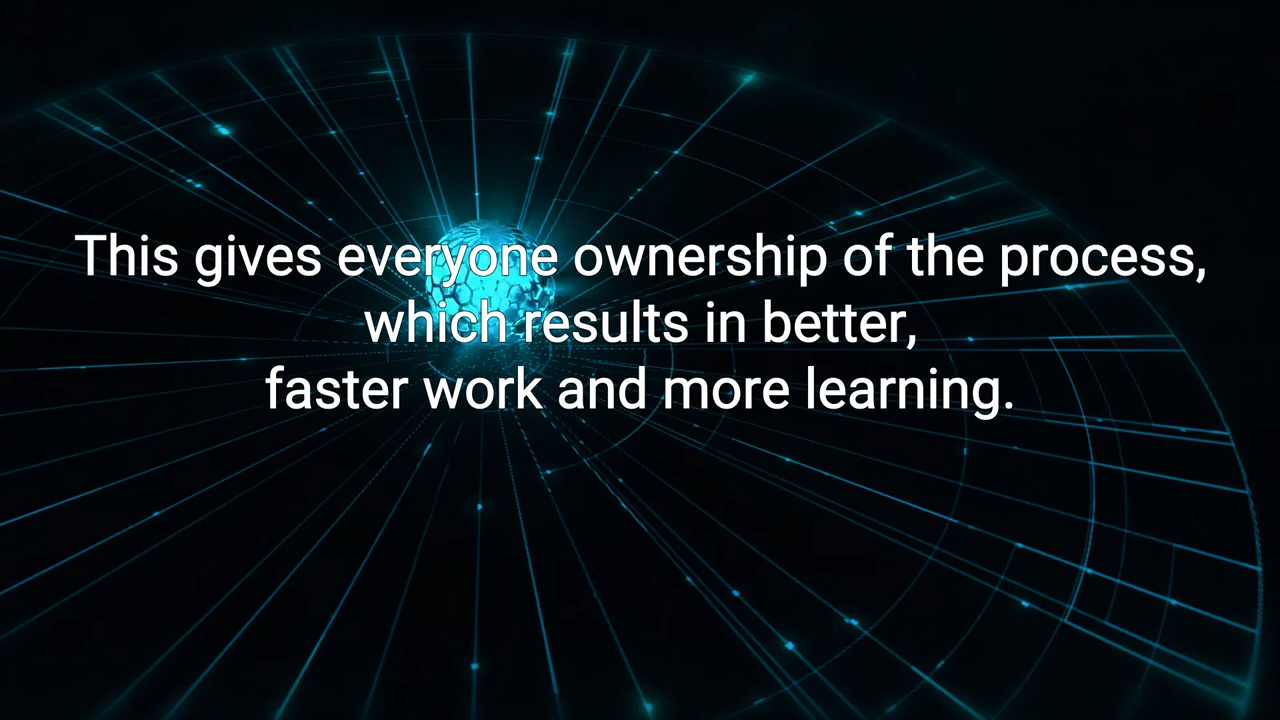 This gives everyone ownership of the process,
which results in better,
faster work and more learning.